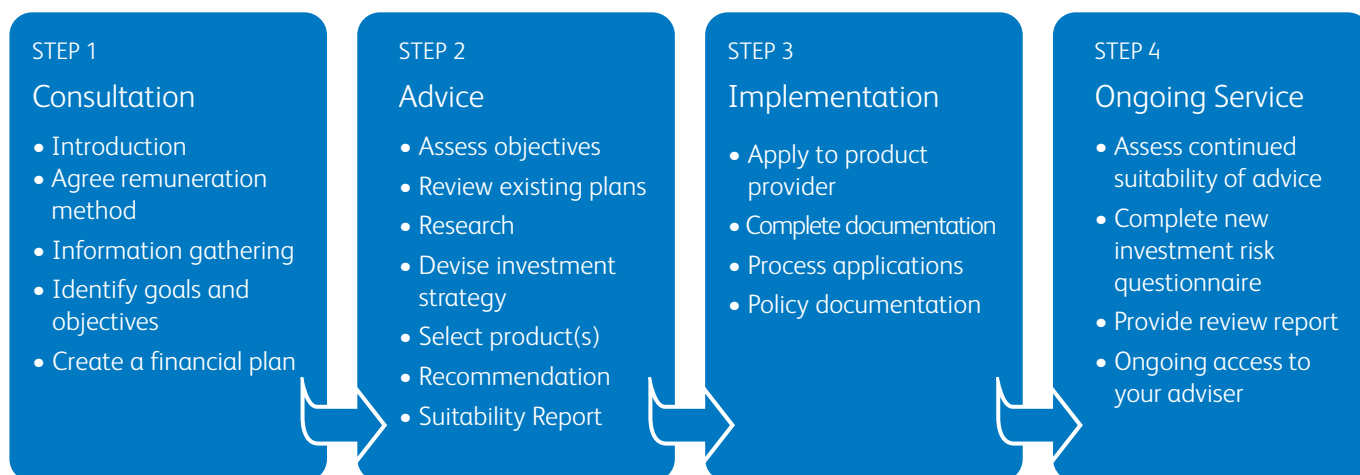 STEP 1
Consultation
• Introduction
• Agree remuneration
method
• Information gathering
• Identify goals and
objectives
• Create a financial plan
STEP 2
Advice
• Assess objectives
• Review existing plans
• Research
• Devise investment
strategy
• Select product(s)
• Recommendation
• Suitability Report
STEP 3
Implementation
• Apply to product
provider
• Complete documentation
• Process applications
• Policy documentation
STEP 4
Ongoing Service
• Assess continued
suitability of advice
• Complete new
investment risk
questionnaire
• Provide review report
• Ongoing access to
your adviser